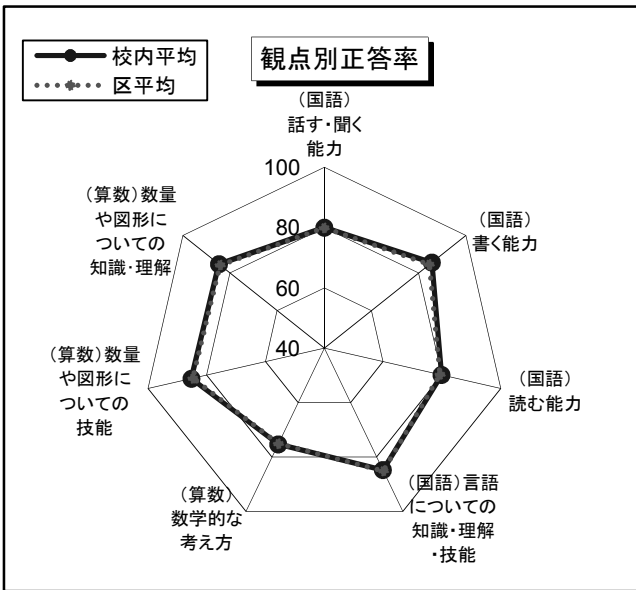 校内平均
区平均
観点別正答率
(国語)
話す・聞く
能力
100
80
60
40
(国語)
書く能力
(国語)
読む能力
(国語)言語
についての
知識・理解
・技能
(算数)
数学的な
考え方
(算数)数量
や図形に
ついての
技能
(算数)数量
や図形に
ついての
知識・理解